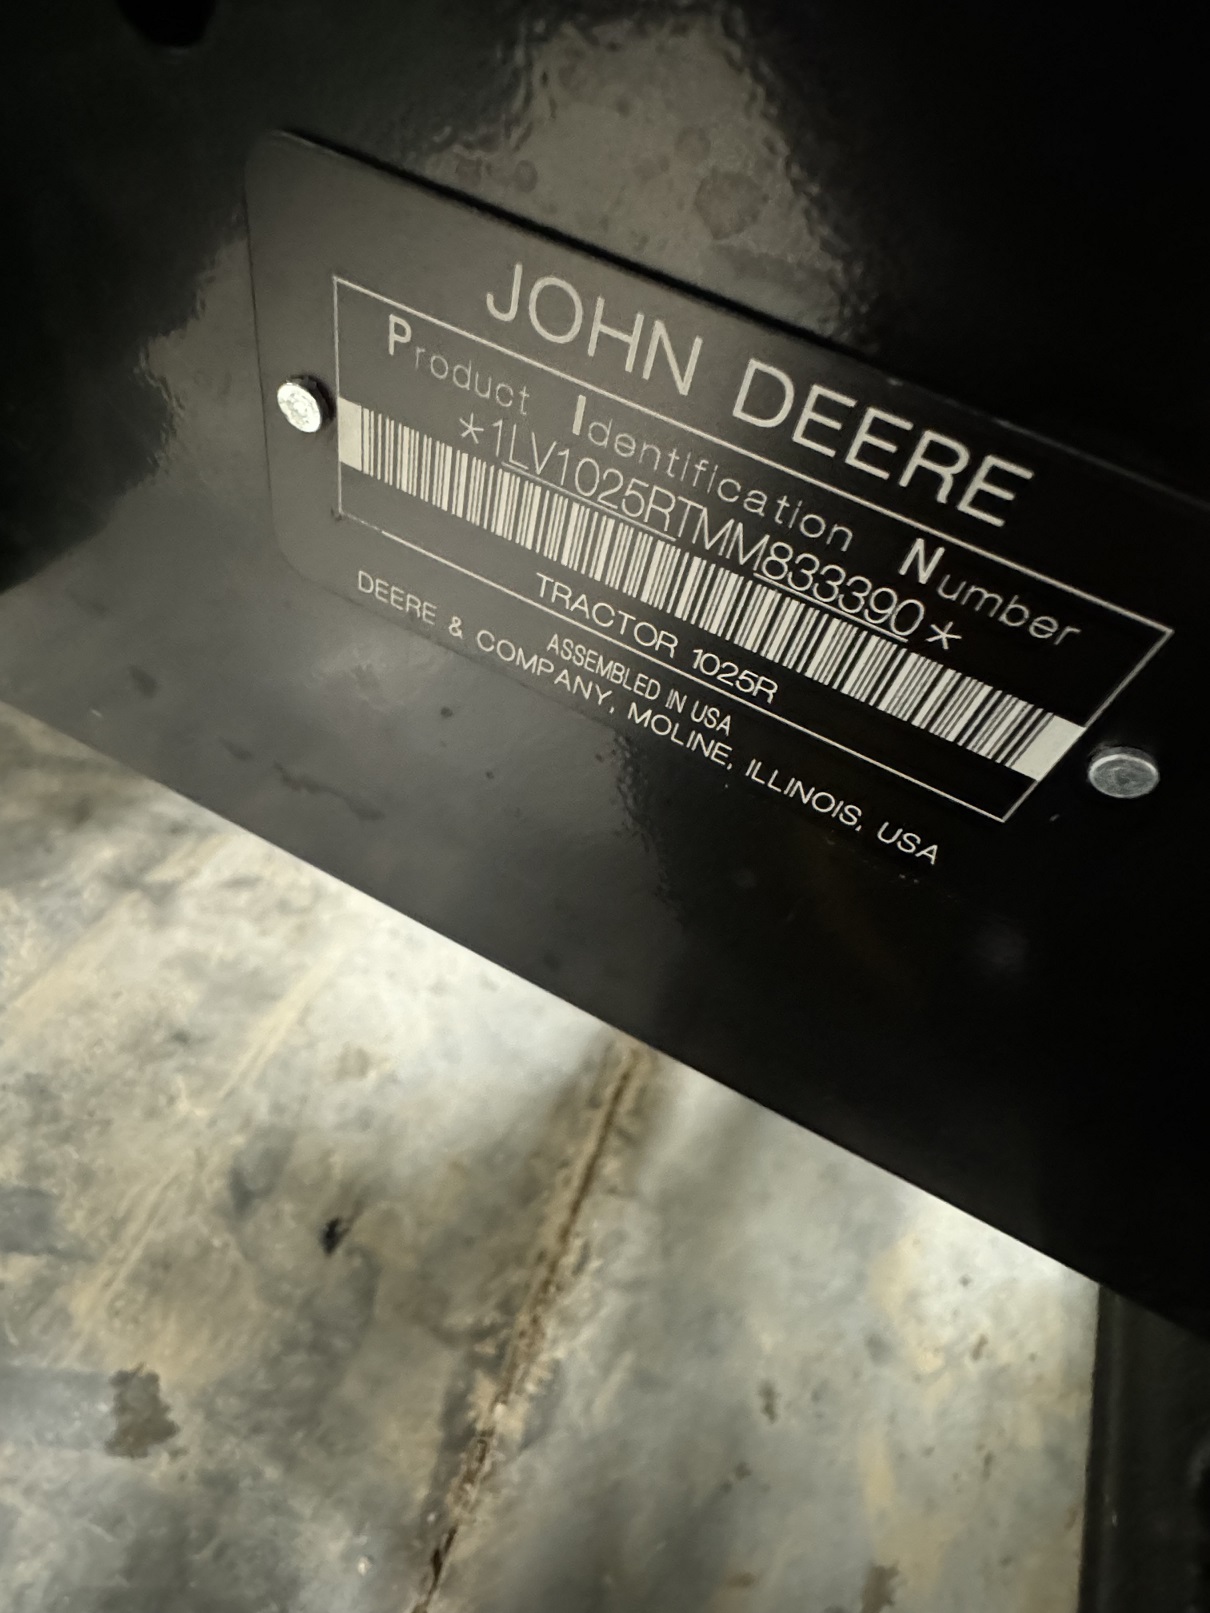 JOHN DEERE
Product Identification Number
*1LV1025RTMM833390*
TRACTOR 1025R
ASSEMBLED IN USA
DEERE & COMPANY, MOLINE, ILLINOIS, USA